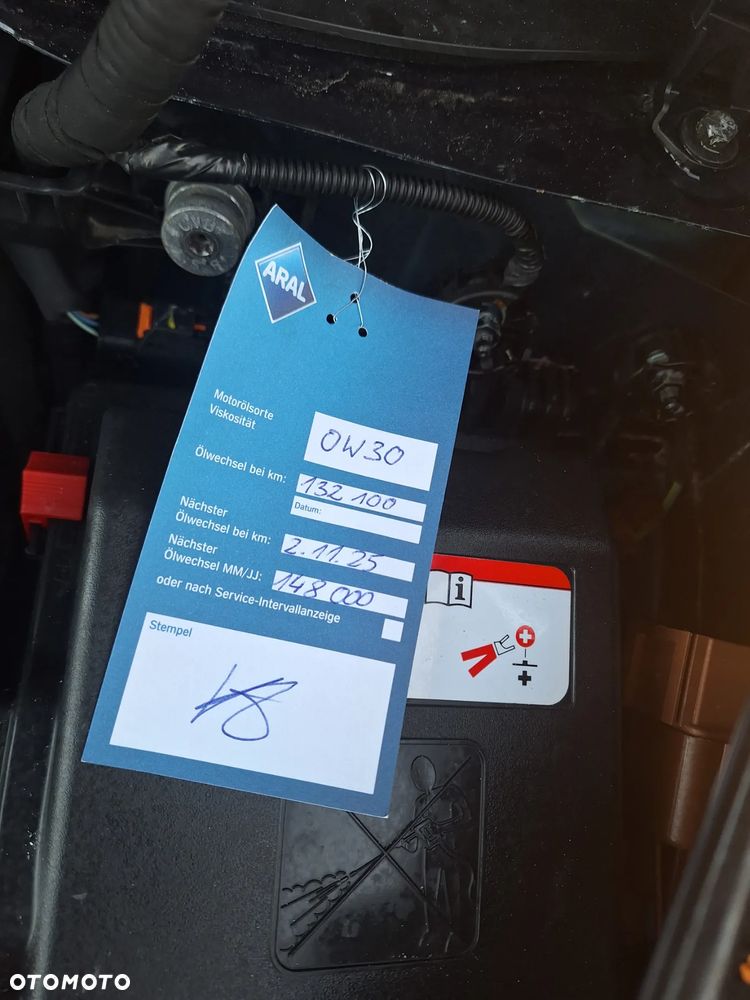 ARAL
Motorölsorte
Viskosität
0W30
Ölwechsel bei km:
132 100
Datum:
Nächster
Ölwechsel bei km:
2.11.25
Nächster
Ölwechsel MM/JJ:
148 000
oder nach Service-Intervallanzeige
Stempel
i
OTOMOTO